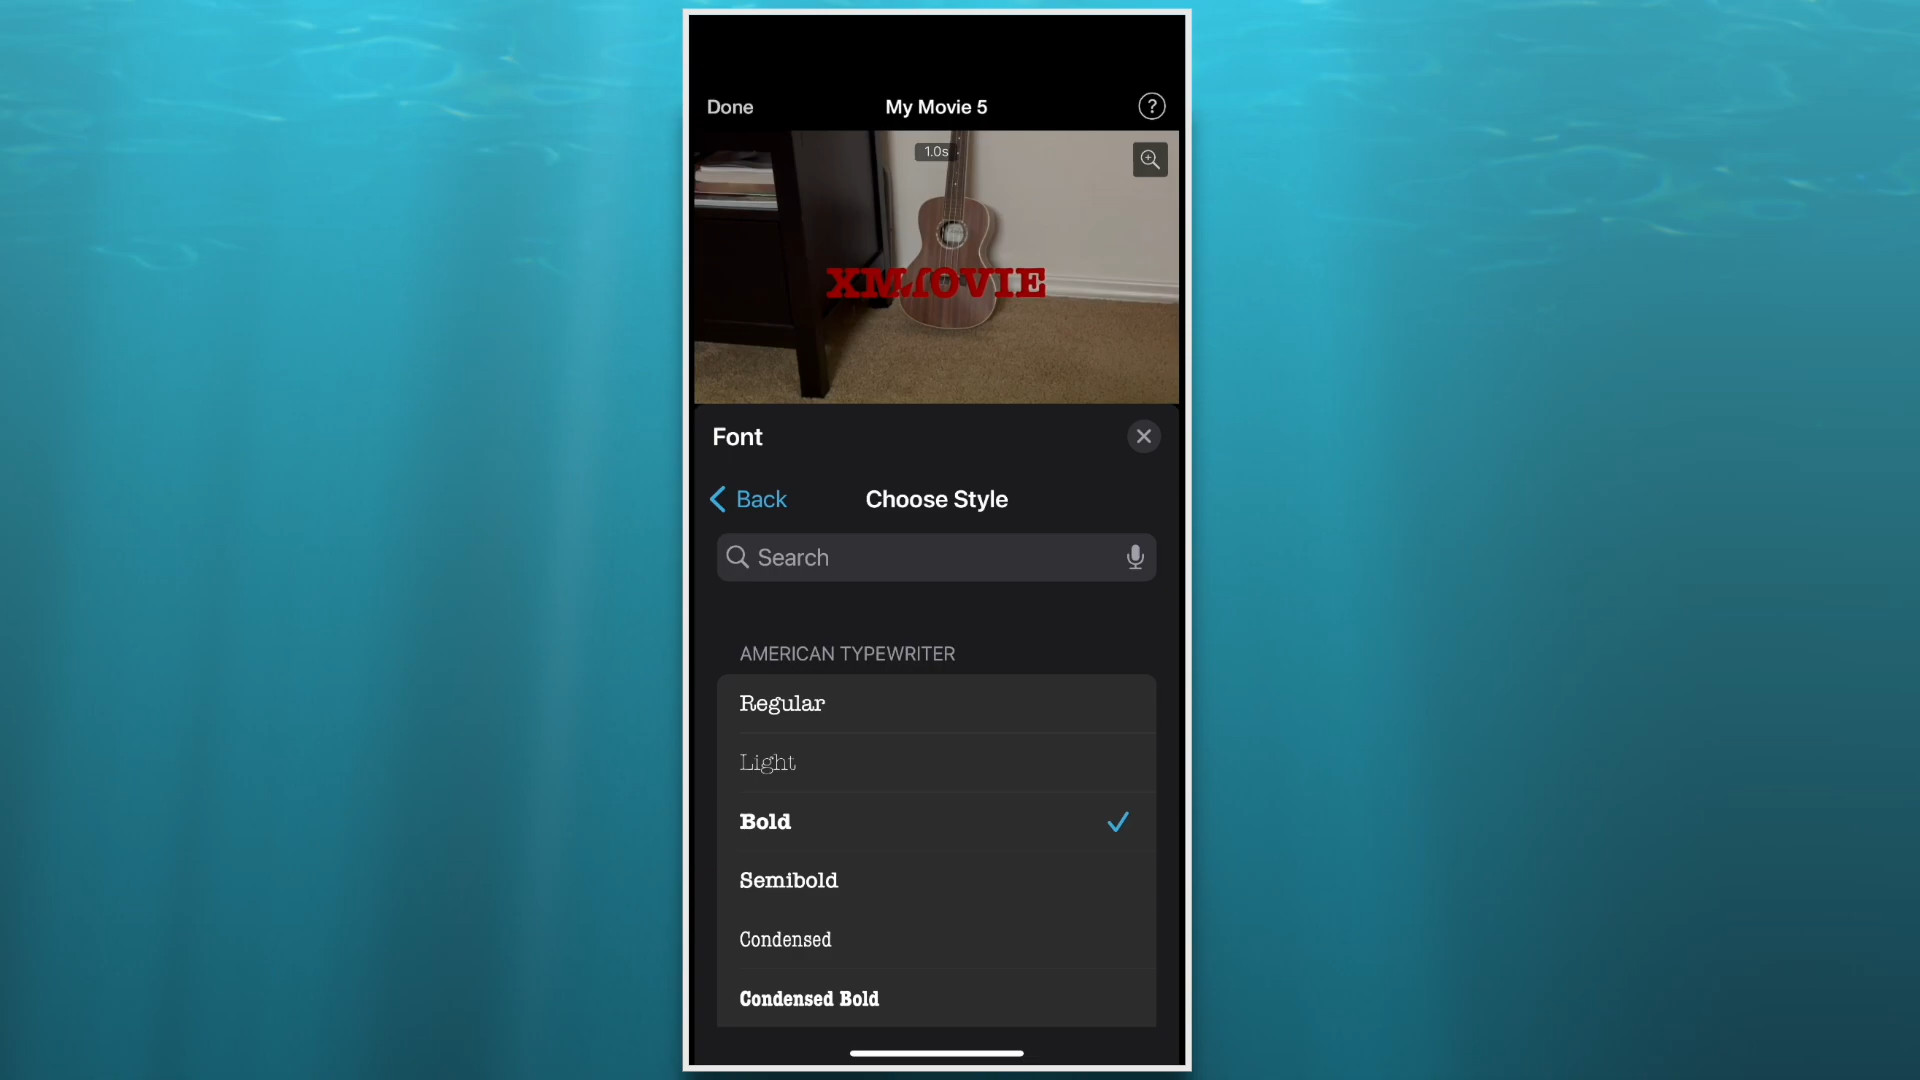 Done My Movie 5 ?
1.0s
XMOVIE
Font
Back Choose Style
Search
AMERICAN TYPEWRITER
Regular
Light
Bold
Semibold
Condensed
Condensed Bold